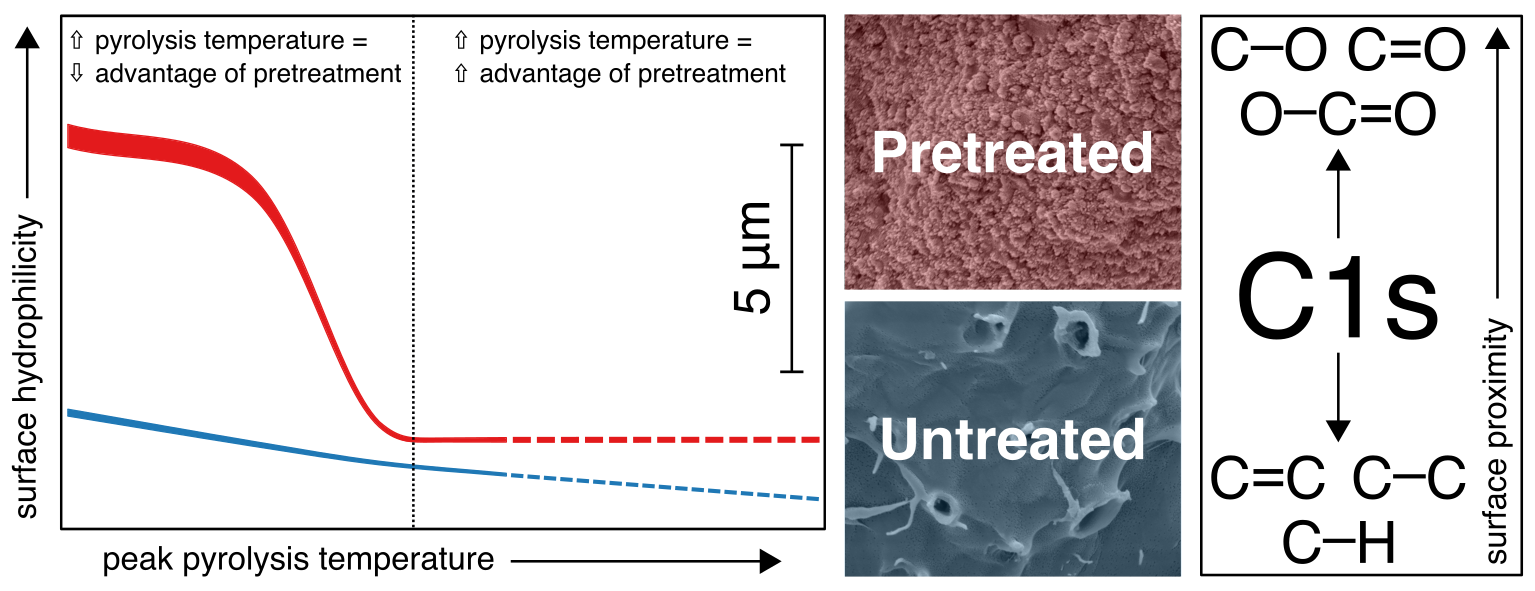 surface hydrophilicity
⇧ pyrolysis temperature =
⇩ advantage of pretreatment
⇧ pyrolysis temperature =
⇧ advantage of pretreatment
5 µm
peak pyrolysis temperature
Pretreated
Untreated
C–O C=O
O–C=O
C1s
C=C C–C
C–H
surface proximity